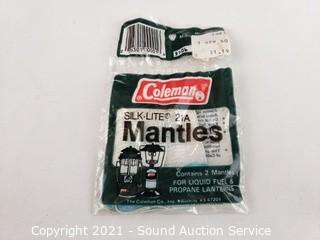 Coleman
SILK-LITE® 21A
Mantles
Contains 2 Mantles
FOR LIQUID FUEL &
PROPANE LANTERNS
The Coleman Co., Inc. Wichita, KS 67201
Copyright 2021 - Sound Auction Service